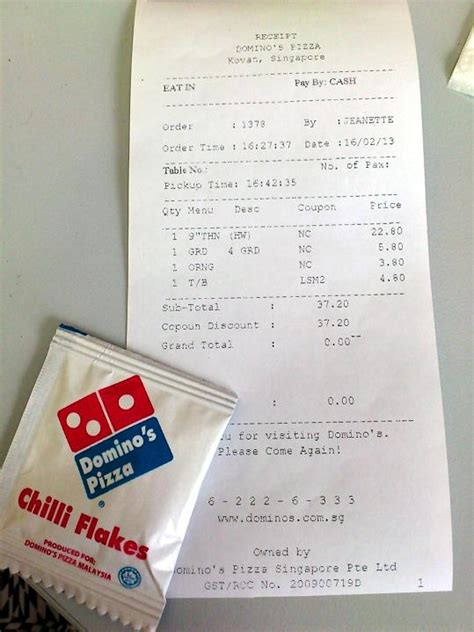 RECEIPT
DOMINO'S PIZZA
Kovan, Singapore
EAT IN Pay By: CASH
Order : 1378 By : JEANETTE
Order Time : 16:27:37 Date : 16/02/13
Table No.: No. of Pax:
Pickup Time: 16:42:35
Qty Menu Desc Coupon Price
1 9"THN (HW) NC 22.80
1 GRD 4 GRD NC 5.80
1 ORNG NC 3.80
1 T/B LSM2 4.80
Sub-Total : 37.20
Coupon Discount : 37.20
Grand Total : 0.00
: 0.00
u for visiting Domino's.
Please Come Again!
6-222-6-333
www.dominos.com.sg
Owned by
Domino's Pizza Singapore Pte Ltd
GST/ROC No. 200900719D 1
Domino's
Pizza
Chilli Flakes
PRODUCED FOR:
DOMINO'S PIZZA MALAYSIA